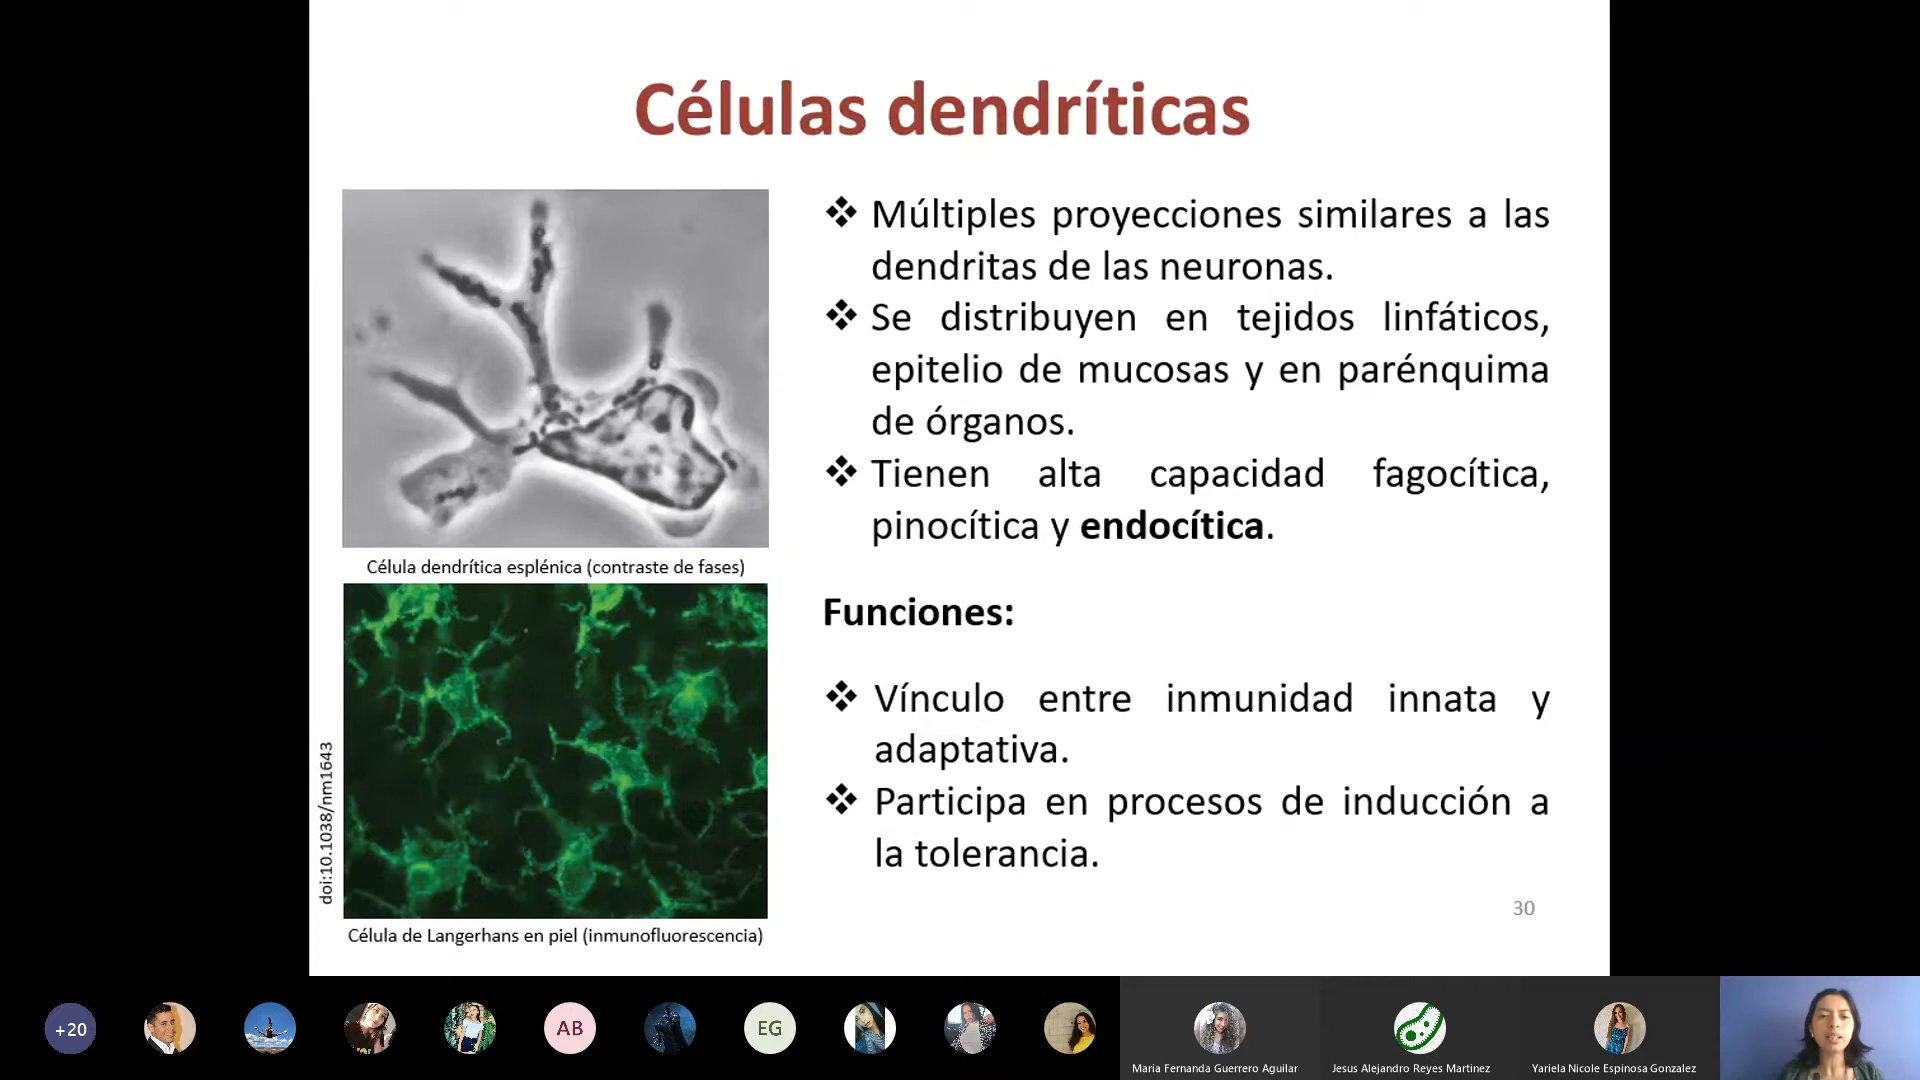 Células dendríticas
❖ Múltiples proyecciones similares a las
dendritas de las neuronas.
❖ Se distribuyen en tejidos linfáticos,
epitelio de mucosas y en parénquima
de órganos.
❖ Tienen alta capacidad fagocítica,
pinocítica y endocítica.
Célula dendrítica esplénica (contraste de fases)
Funciones:
❖ Vínculo entre inmunidad innata y
adaptativa.
❖ Participa en procesos de inducción a
la tolerancia.
doi:10.1038/nm1643
Célula de Langerhans en piel (inmunofluorescencia)
30
+20
AB
EG
Maria Fernanda Guerrero Aguilar
Jesus Alejandro Reyes Martinez
Yariela Nicole Espinosa Gonzalez